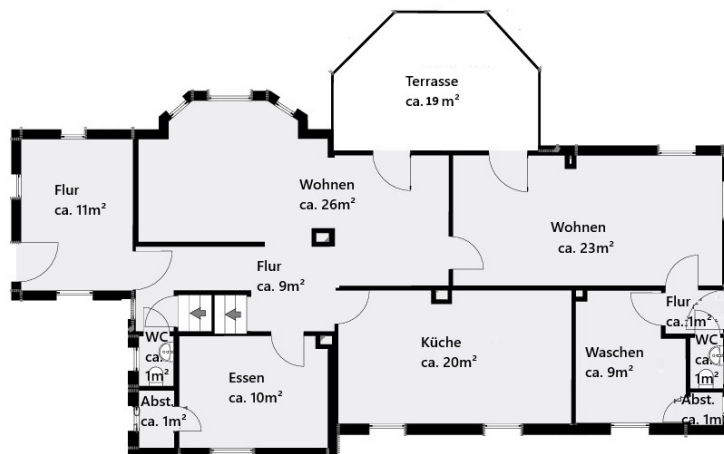 Terrasse
ca. 19 m²
Flur
ca. 11m²
Wohnen
ca. 26m²
Wohnen
ca. 23m²
Flur
ca. 9m²
Flur
ca. 1m²
Küche
ca. 20m²
WC
ca.
1m²
Essen
ca. 10m²
Waschen
ca. 9m²
WC
ca.
1m²
Abst.
ca. 1m²
Abst.
ca. 1m²